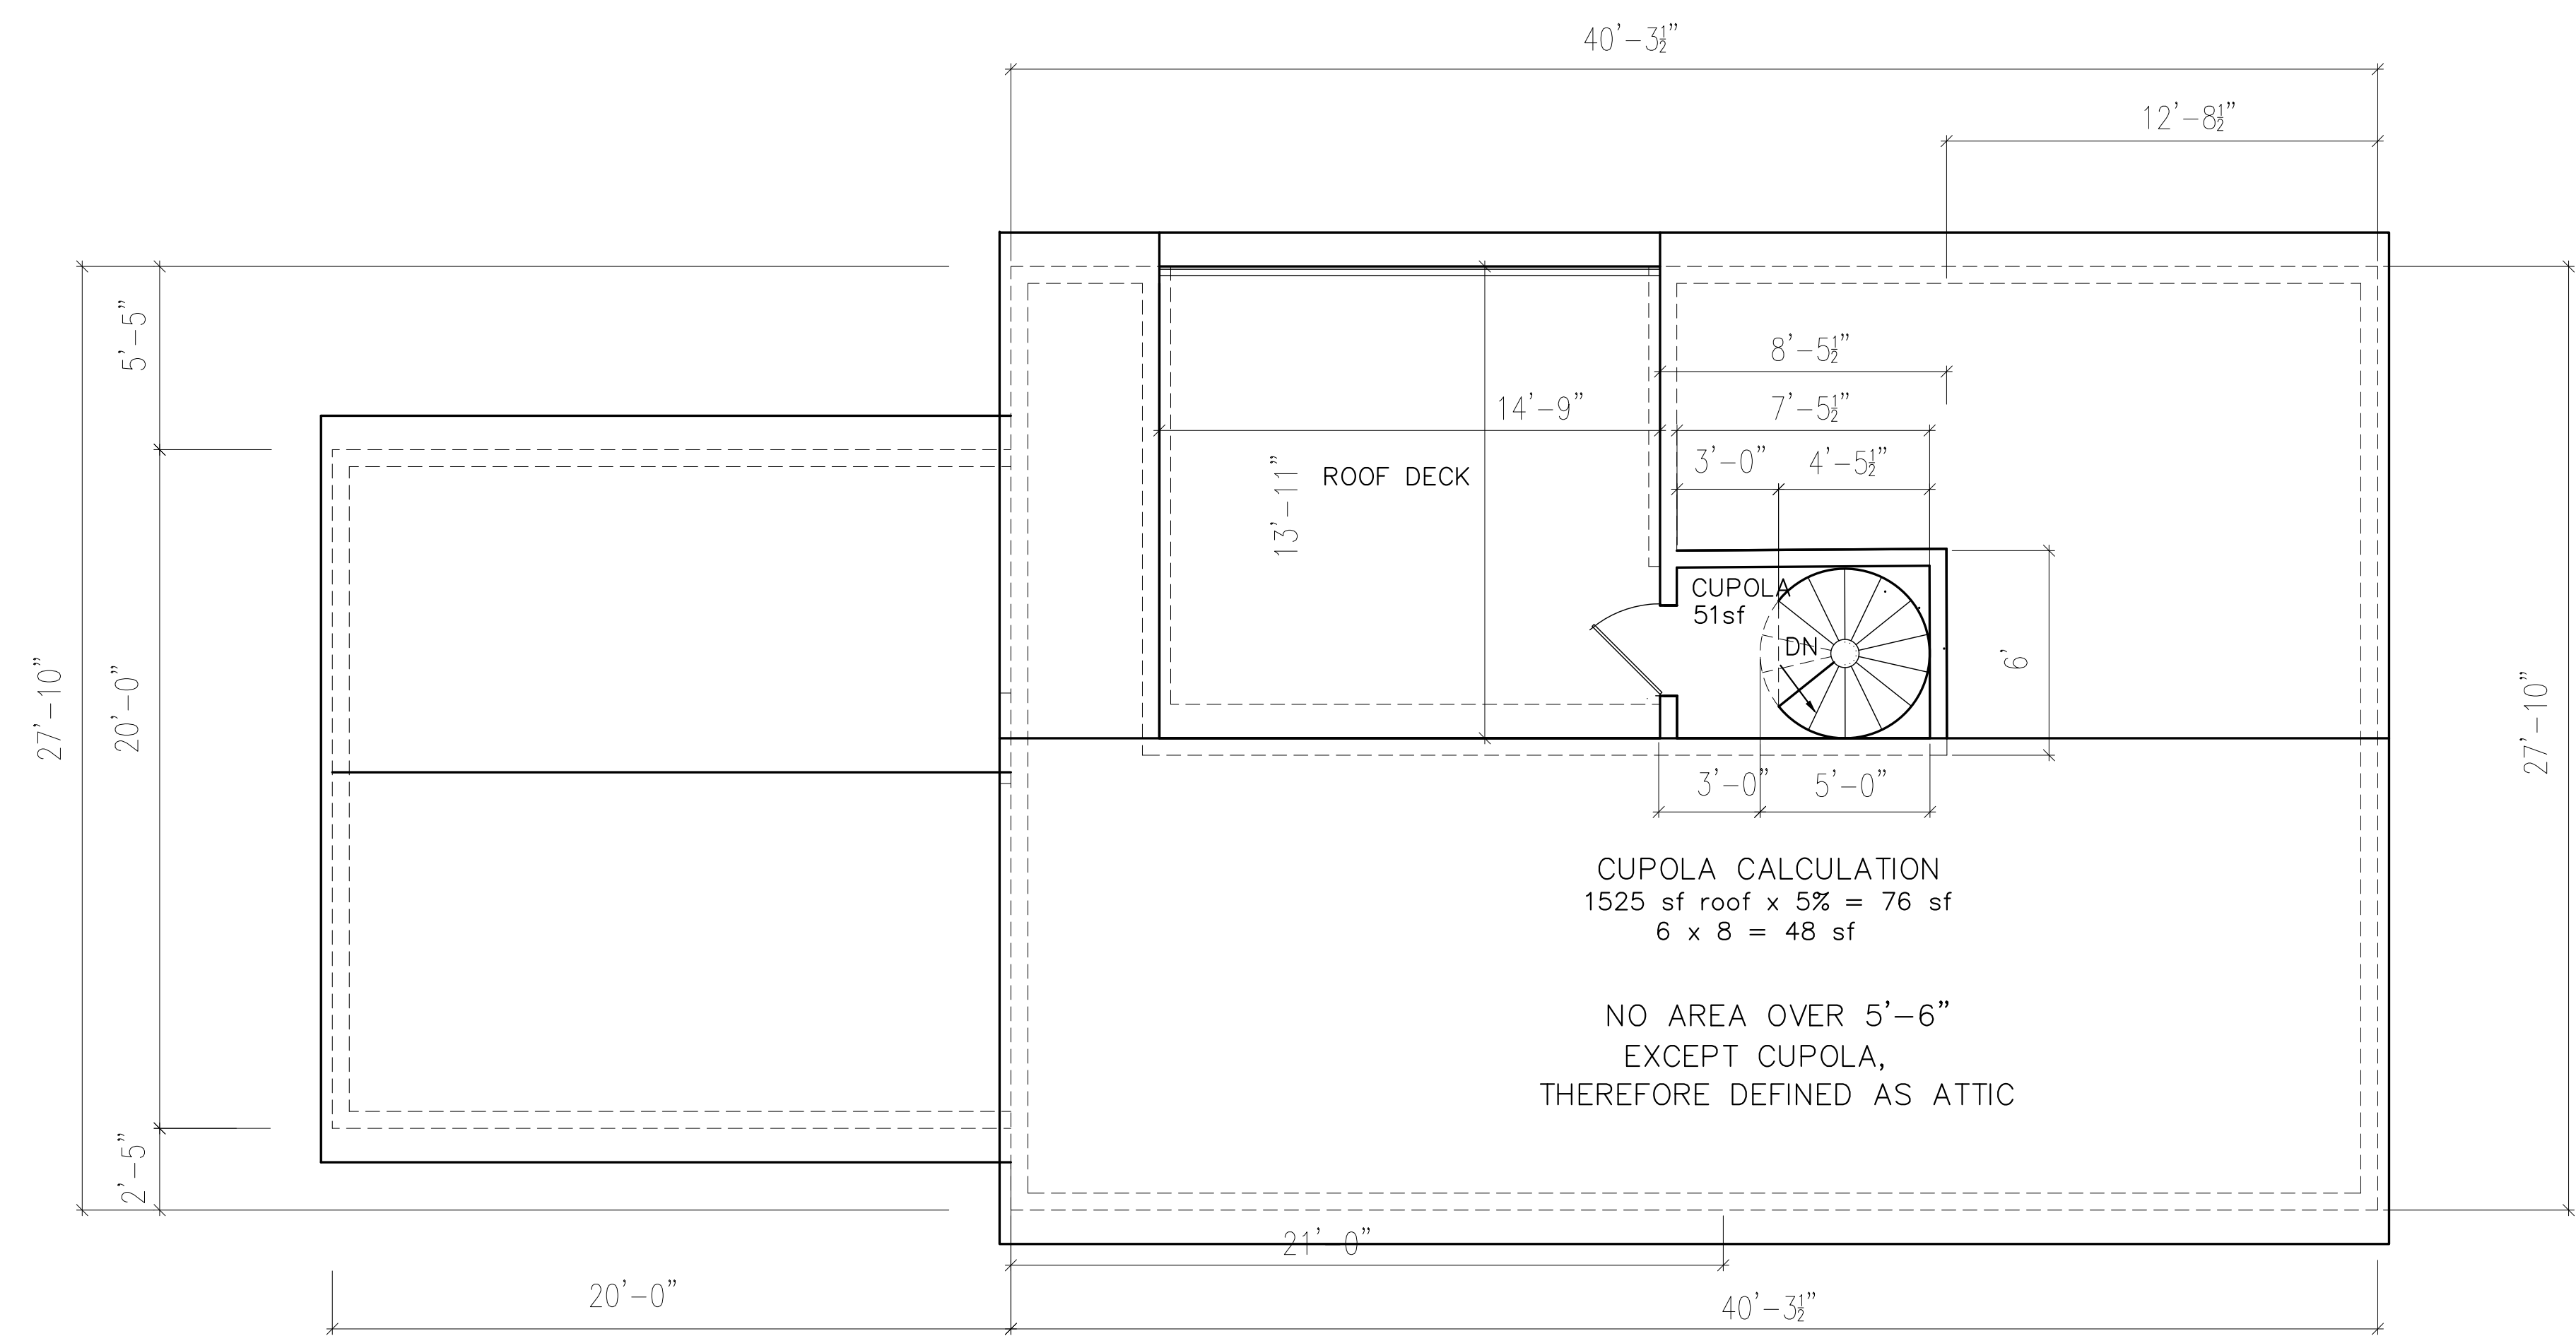 40'-3½"
12'-8½"
5'-5"
8'-5½"
14'-9"
7'-5½"
3'-0"
4'-5½"
13'-11"
ROOF DECK
CUPOLA
51sf
DN
6'
27'-10"
20'-0"
27'-10"
3'-0"
5'-0"
CUPOLA CALCULATION
1525 sf roof x 5% = 76 sf
6 x 8 = 48 sf
NO AREA OVER 5'-6"
EXCEPT CUPOLA,
THEREFORE DEFINED AS ATTIC
2'-5"
21'-0"
20'-0"
40'-3½"